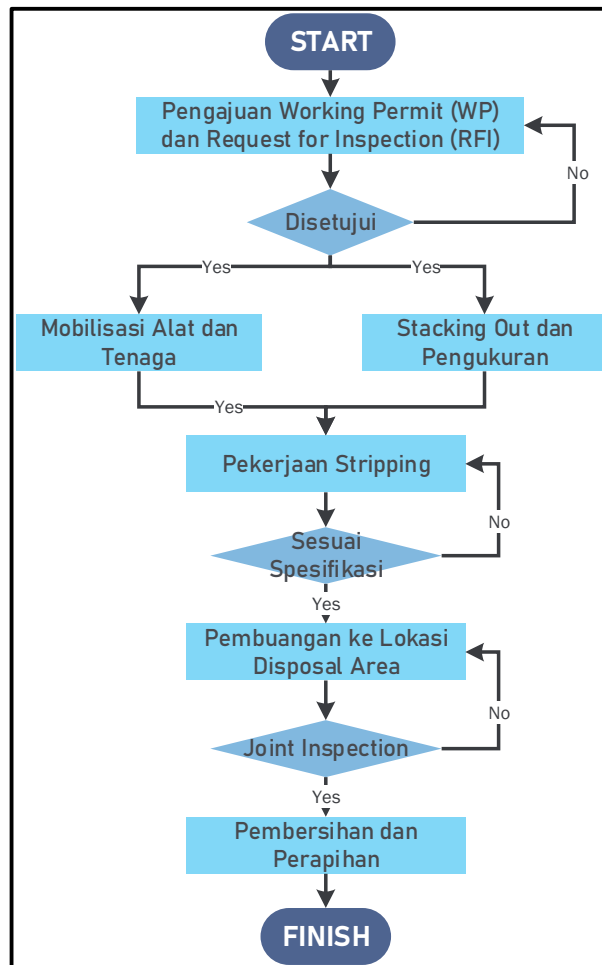 START
Pengajuan Working Permit (WP)
dan Request for Inspection (RFI)
No
Disetujui
Yes
Yes
Mobilisasi Alat dan
Tenaga
Stacking Out dan
Pengukuran
Yes
Pekerjaan Stripping
No
Sesuai
Spesifikasi
Yes
Pembuangan ke Lokasi
Disposal Area
No
Joint Inspection
Yes
Pembersihan dan
Perapihan
FINISH